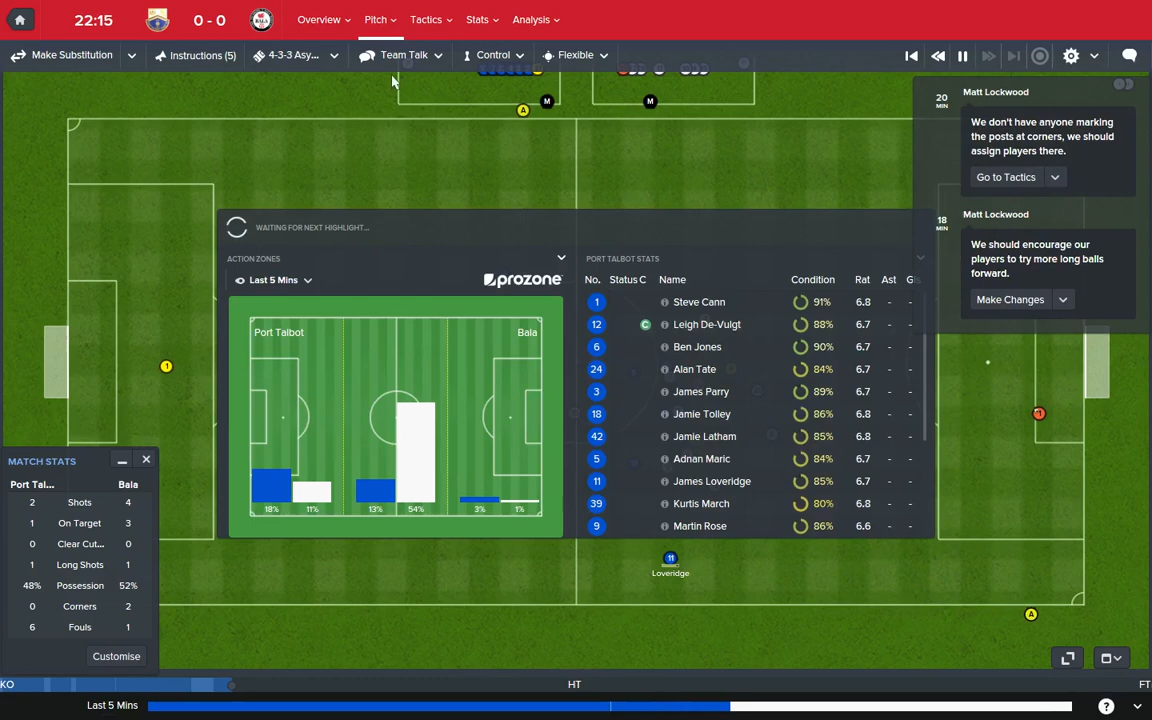 22:15
BALA
0 - 0
Overview
Pitch
Tactics
Stats
Analysis
Make Substitution
Instructions (5)
4-3-3 Asy...
Team Talk
Control
Flexible
M
A
M
20
MIN
Matt Lockwood
We don't have anyone marking
the posts at corners, we should
assign players there.
Go to Tactics
18
MIN
Matt Lockwood
We should encourage our
players to try more long balls
forward.
Make Changes
WAITING FOR NEXT HIGHLIGHT...
ACTION ZONES
Last 5 Mins
prozone
Port Talbot
Bala
18%
11%
13%
54%
3%
1%
PORT TALBOT STATS
No. Status C Name Condition Rat Ast Gls
1 Steve Cann 91% 6.8 - -
12 C Leigh De-Vulgt 88% 6.7 - -
6 Ben Jones 90% 6.7 - -
24 Alan Tate 84% 6.7 - -
3 James Parry 89% 6.7 - -
18 Jamie Tolley 86% 6.8 - -
42 Jamie Latham 85% 6.8 - -
5 Adnan Maric 84% 6.7 - -
11 James Loveridge 85% 6.7 - -
39 Kurtis March 80% 6.8 - -
9 Martin Rose 86% 6.6 - -
1
11
Loveridge
A
MATCH STATS
Port Tal... Bala
2 Shots 4
1 On Target 3
0 Clear Cut... 0
1 Long Shots 1
48% Possession 52%
0 Corners 2
6 Fouls 1
Customise
KO
HT
FT
Last 5 Mins
?